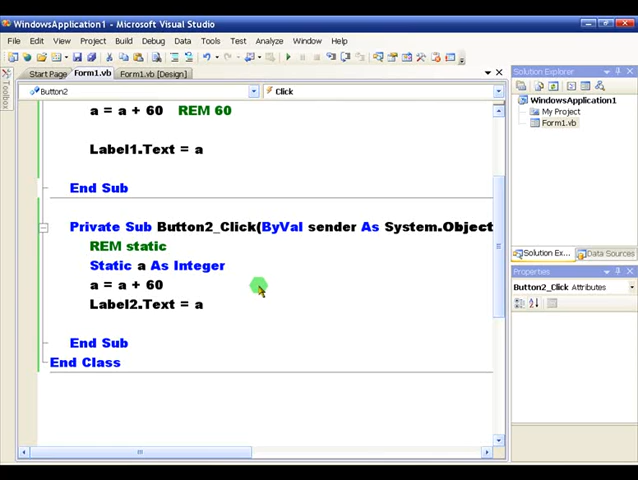 WindowsApplication1 - Microsoft Visual Studio
File Edit View Project Build Debug Data Tools Test Analyze Window Help
Start Page Form1.vb Form1.vb [Design]
Toolbox
Button2 Click
a = a + 60 REM 60
Label1.Text = a
End Sub
Private Sub Button2_Click(ByVal sender As System.Object
REM static
Static a As Integer
a = a + 60
Label2.Text = a
End Sub
End Class
Solution Explorer
WindowsApplication1
My Project
Form1.vb
Solution Ex... Data Sources
Properties
Button2_Click Attributes